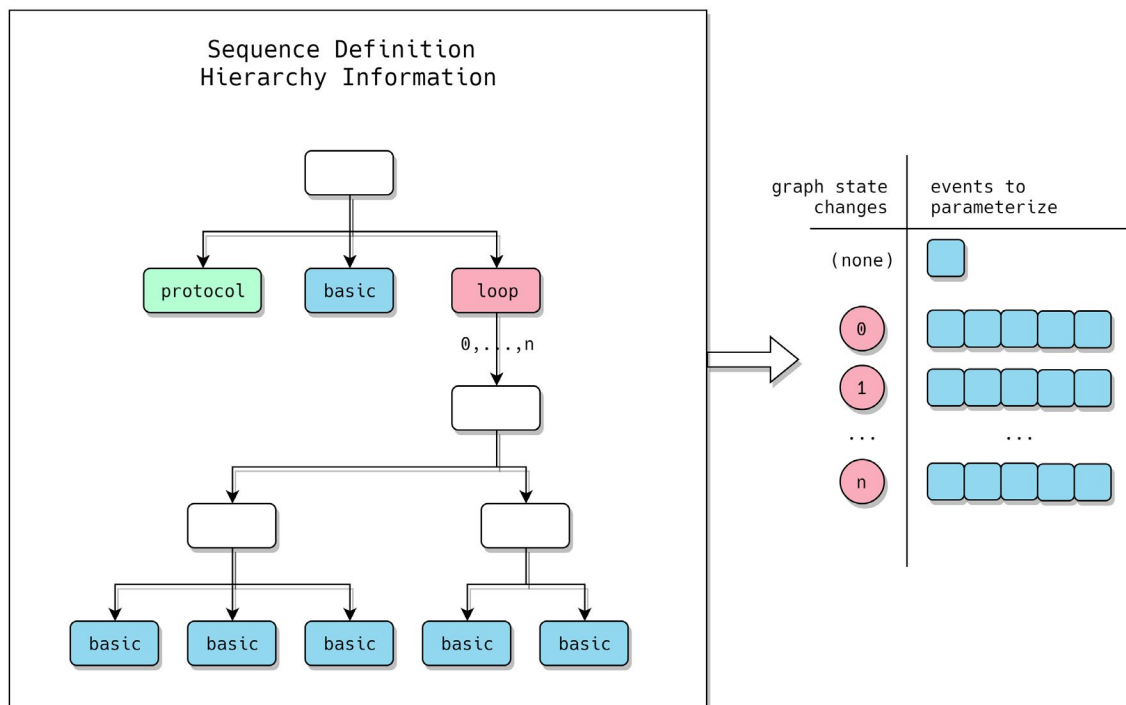 Sequence Definition
Hierarchy Information
protocol
basic
loop
0,...,n
basic
basic
basic
basic
basic
graph state
changes
events to
parameterize
(none)
0
1
...
...
n